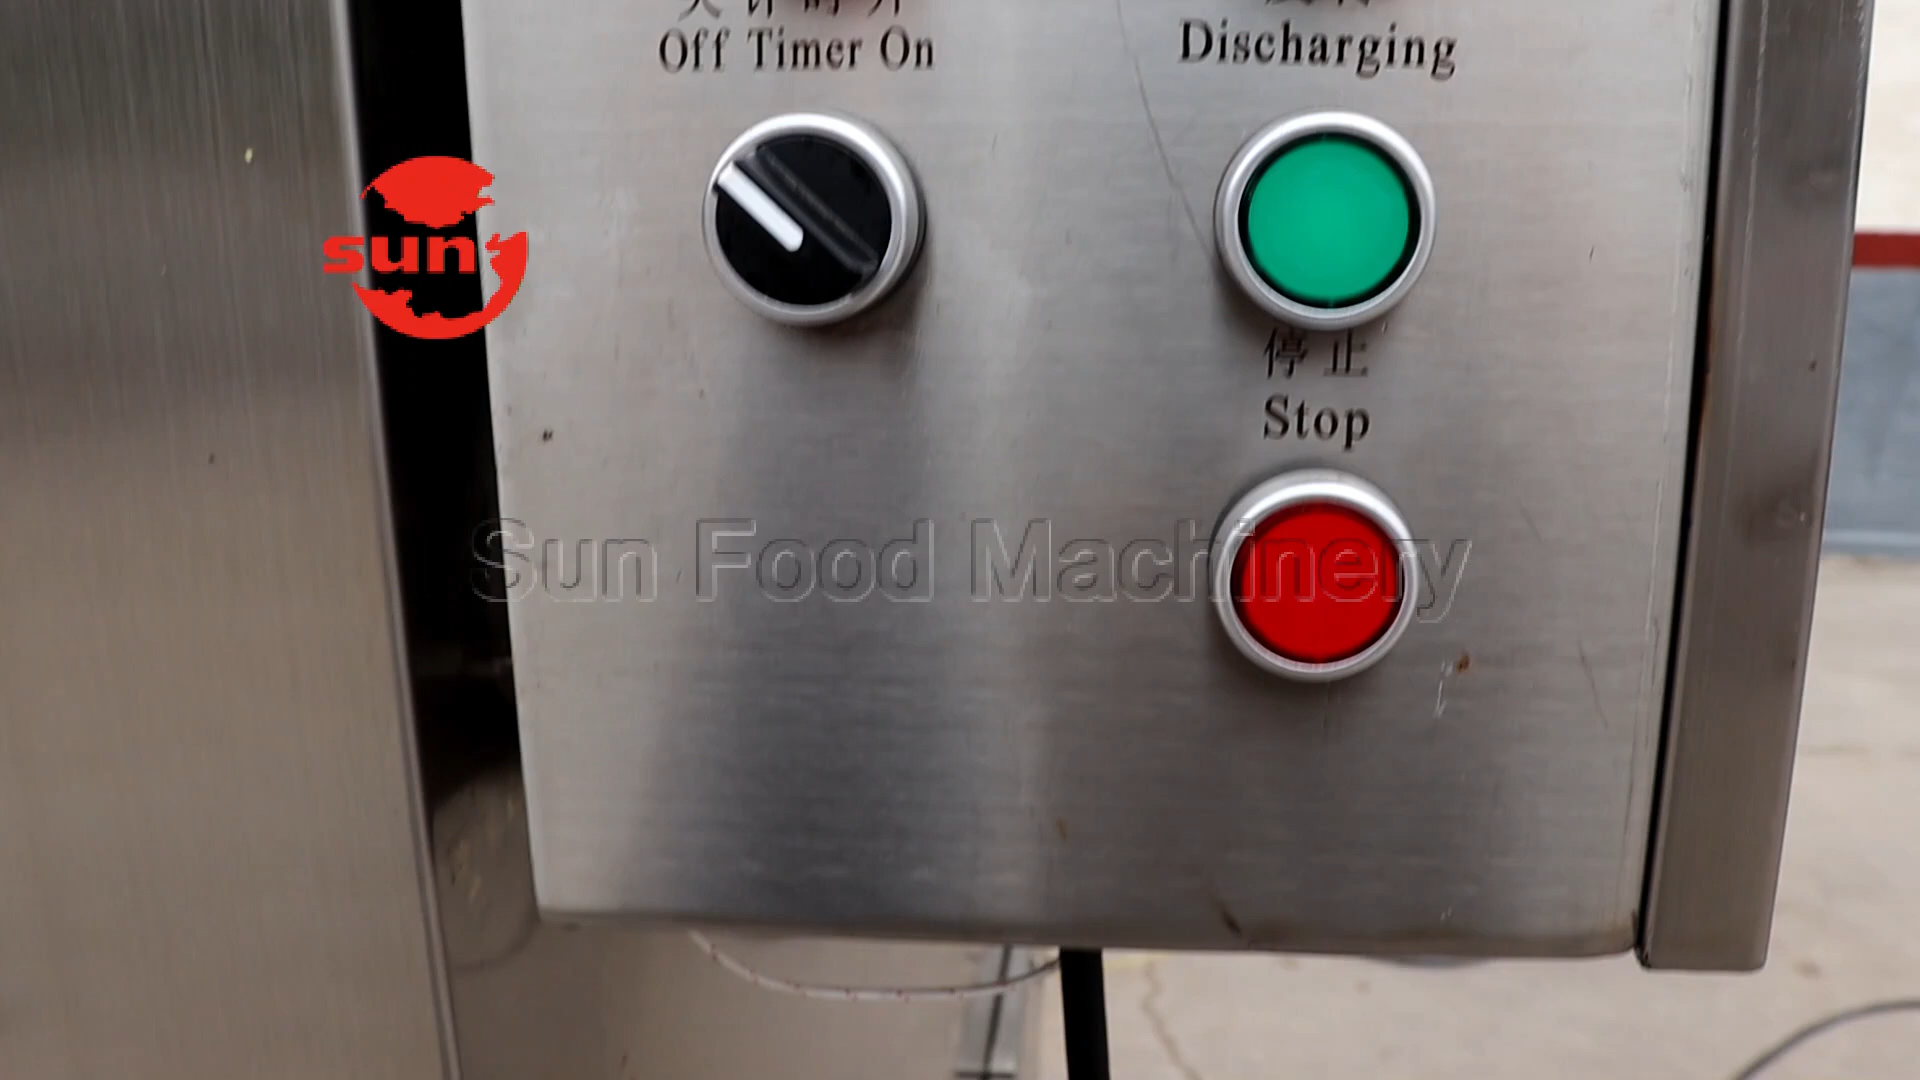 Off Timer On
Discharging
sun
停止
Stop
Sun Food Machinery